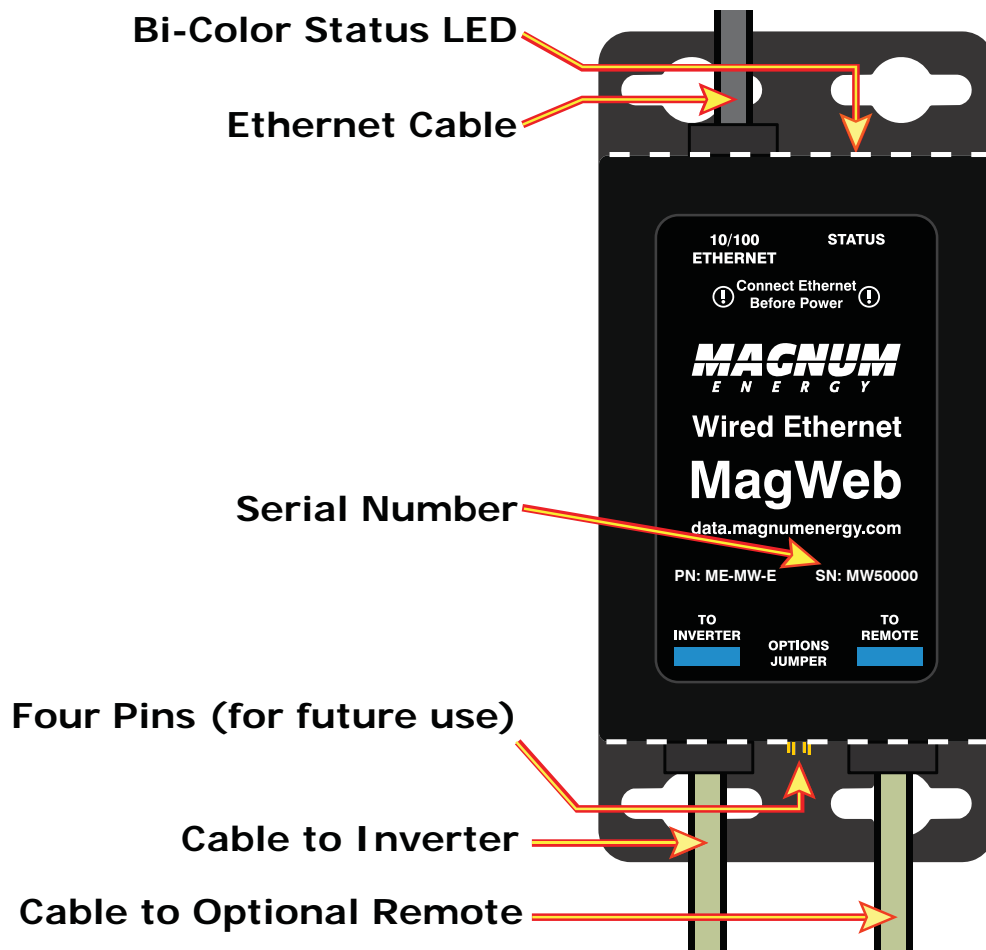 Bi-Color Status LED
Ethernet Cable
10/100
ETHERNET
STATUS
Connect Ethernet
Before Power
MAGNUM
ENERGY
Wired Ethernet
MagWeb
data.magnumenergy.com
Serial Number
PN: ME-MW-E SN: MW50000
TO
INVERTER
OPTIONS
JUMPER
TO
REMOTE
Four Pins (for future use)
Cable to Inverter
Cable to Optional Remote